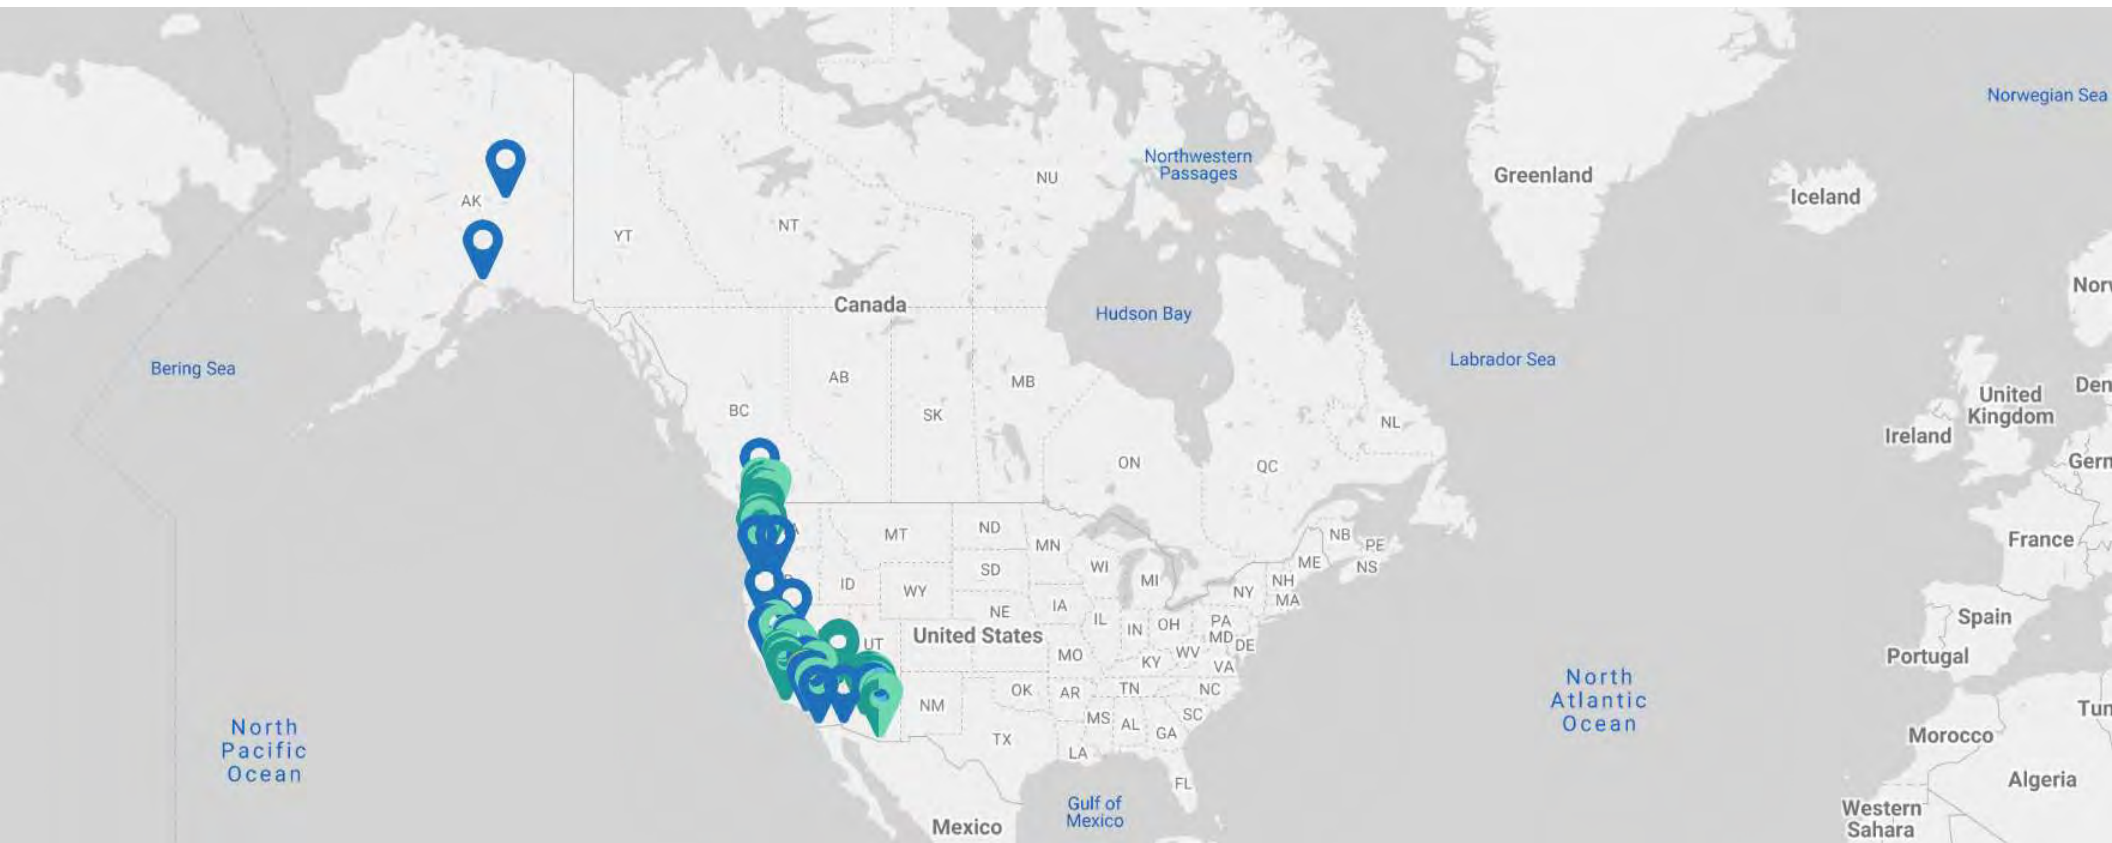 Norwegian Sea
Northwestern
Passages
Greenland
Iceland
NU
AK
NT
YT
Canada
Hudson Bay
Bering Sea
Labrador Sea
AB
MB
BC
SK
NL
ON
QC
United
Kingdom
Ireland
France
Spain
Portugal
MT
ND
MN
NB
PE
NS
ME
WI
SD
MI
ID
WY
NY
NH
MA
NE
IA
IL
IN
OH
PA
MD
DE
United States
UT
MO
KY
WV
VA
OK
AR
TN
NC
NM
MS
AL
SC
GA
TX
LA
FL
North
Pacific
Ocean
North
Atlantic
Ocean
Gulf of
Mexico
Mexico
Morocco
Algeria
Western
Sahara
Nor
Den
Germ
Tun